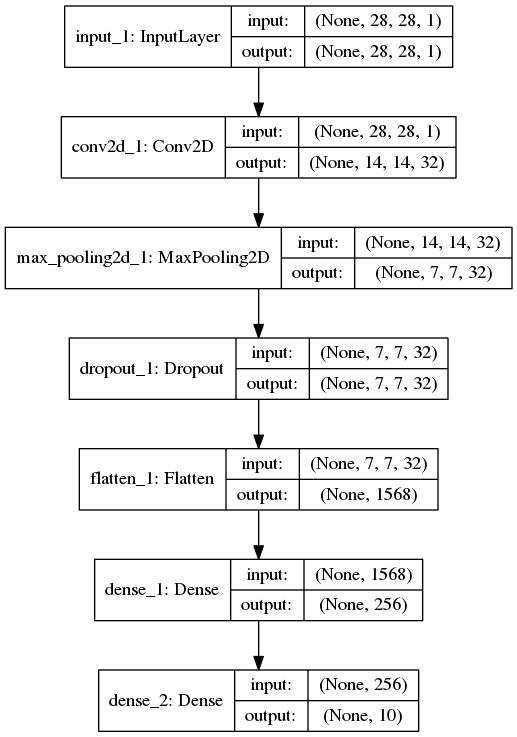 input_1: InputLayer
input: (None, 28, 28, 1)
output: (None, 28, 28, 1)
conv2d_1: Conv2D
input: (None, 28, 28, 1)
output: (None, 14, 14, 32)
max_pooling2d_1: MaxPooling2D
input: (None, 14, 14, 32)
output: (None, 7, 7, 32)
dropout_1: Dropout
input: (None, 7, 7, 32)
output: (None, 7, 7, 32)
flatten_1: Flatten
input: (None, 7, 7, 32)
output: (None, 1568)
dense_1: Dense
input: (None, 1568)
output: (None, 256)
dense_2: Dense
input: (None, 256)
output: (None, 10)